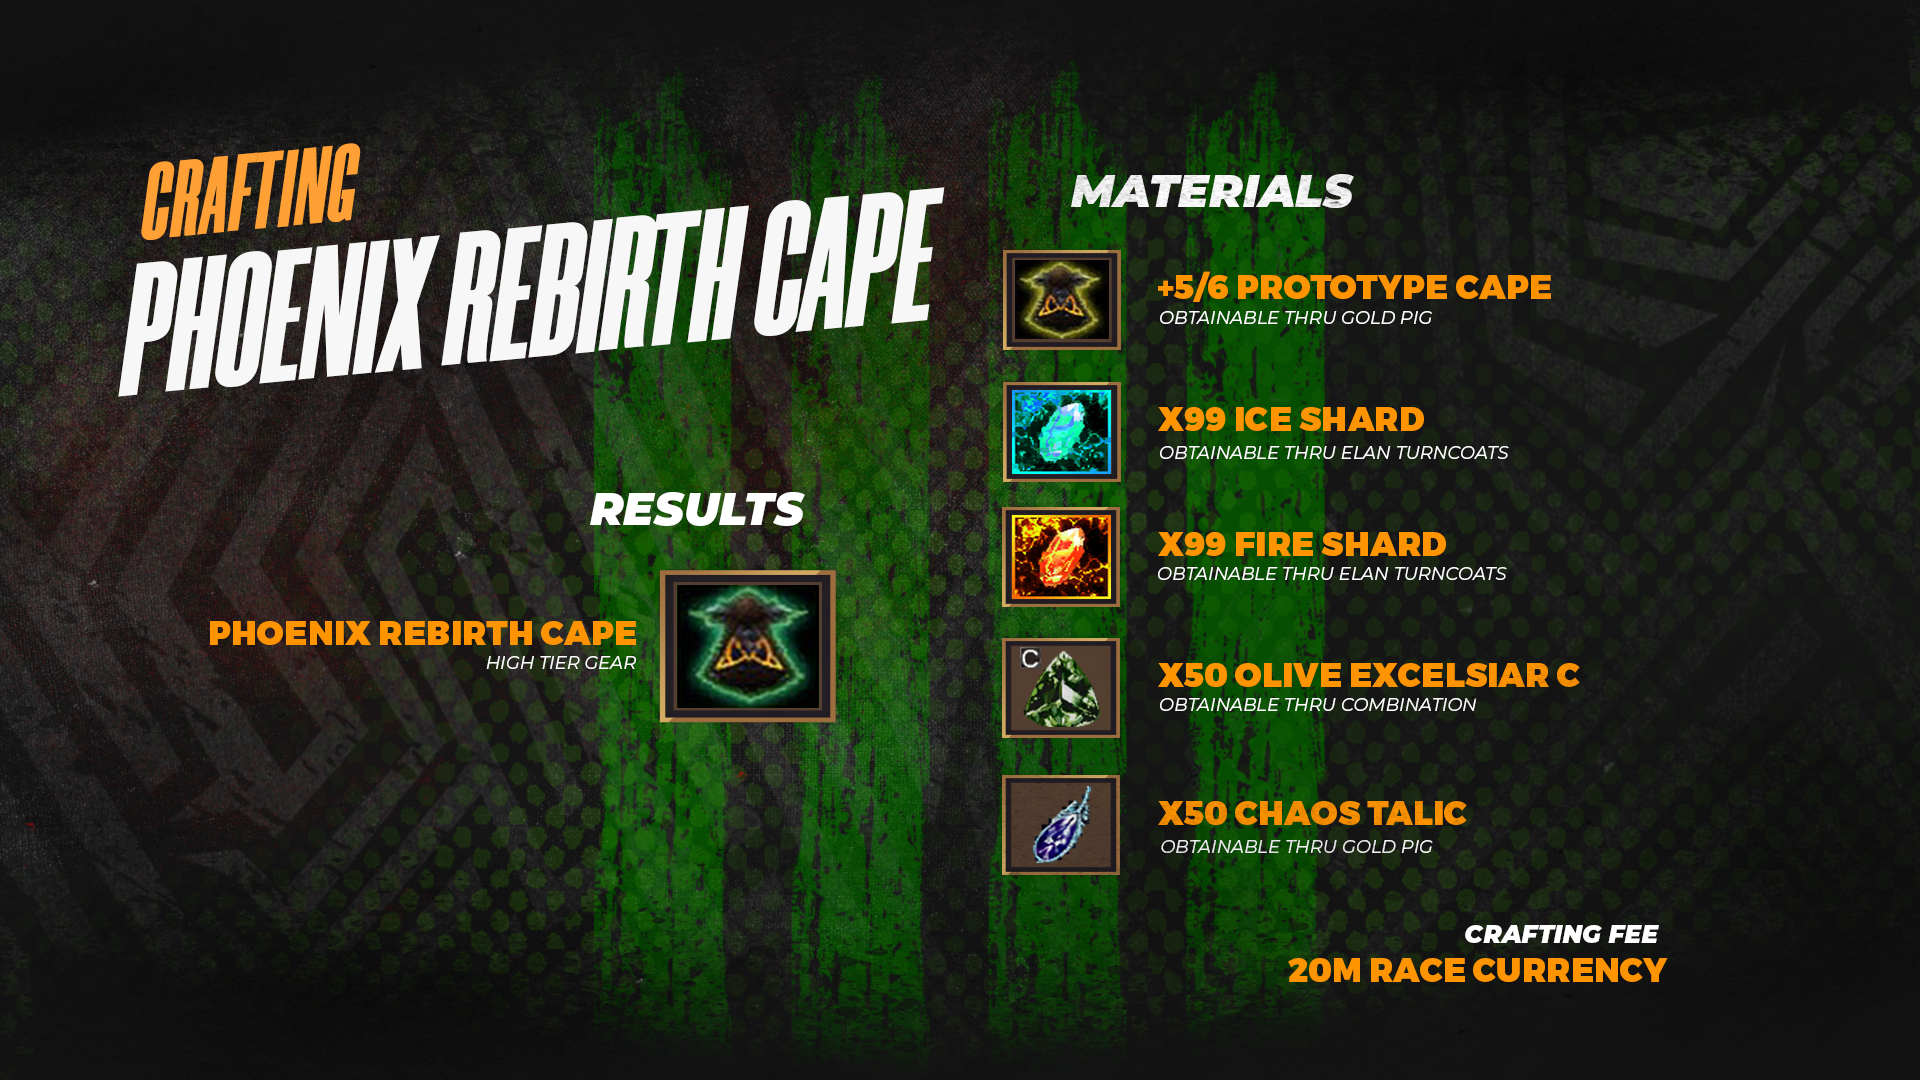 CRAFTING
PHOENIX REBIRTH CAPE
RESULTS
PHOENIX REBIRTH CAPE
HIGH TIER GEAR
MATERIALS
+5/6 PROTOTYPE CAPE
OBTAINABLE THRU GOLD PIG
X99 ICE SHARD
OBTAINABLE THRU ELAN TURNCOATS
X99 FIRE SHARD
OBTAINABLE THRU ELAN TURNCOATS
C
X50 OLIVE EXCELSIAR C
OBTAINABLE THRU COMBINATION
X50 CHAOS TALIC
OBTAINABLE THRU GOLD PIG
CRAFTING FEE
20M RACE CURRENCY